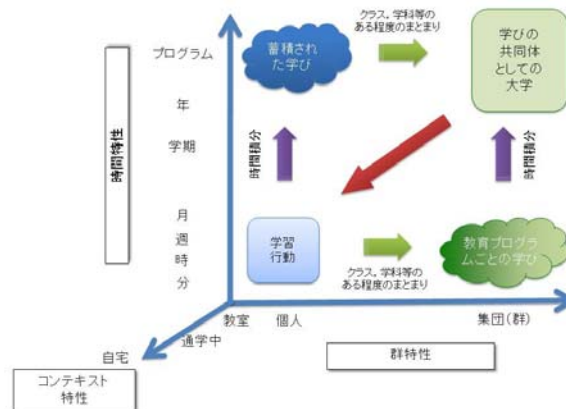 クラス。学科等の
ある程度のまとまり
プログラム
蓄積され
た学び
学びの
共同体
としての
大学
年
時間特性
学期
時間積分
時間積分
月
週
時
分
学習
行動
教育プログラ
ムごとの学び
クラス。学科等の
ある程度のまとまり
教室
個人
集団(群)
通学中
自宅
群特性
コンテキスト
特性